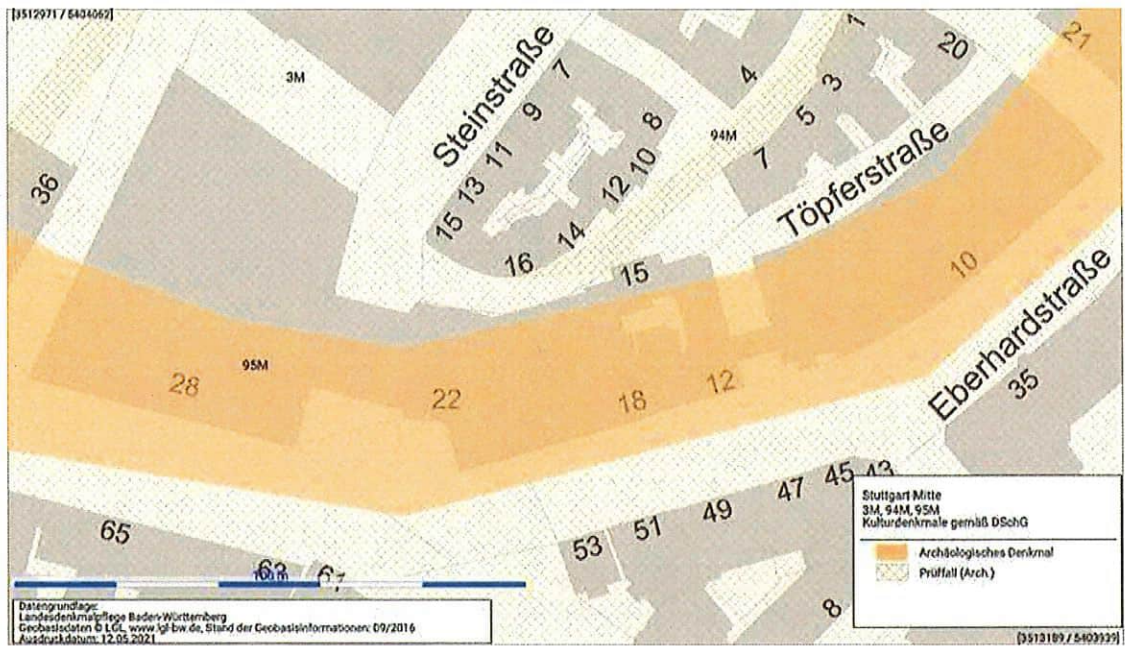 [3512971 / 5404062]
3M
Steinstraße
7
9
11
13
15
8
10
12
14
16
4
94M
1
3
5
7
20
21
Töpferstraße
36
15
10
Eberhardstraße
35
95M
28
22
18
12
65
63
61
53
51
49
47
45
43
8
100 m
Stuttgart-Mitte
3M, 94M, 95M
Kulturdenkmale gemäß DSchG
Archäologisches Denkmal
Prüffall (Arch.)
Datengrundlage:
Landesdenkmalpflege Baden-Württemberg
Geobasisdaten © LGL, www.lgl-bw.de, Stand der Geobasisinformationen: 09/2016
Ausdruckdatum: 12.05.2021
[3513189 / 5403939]